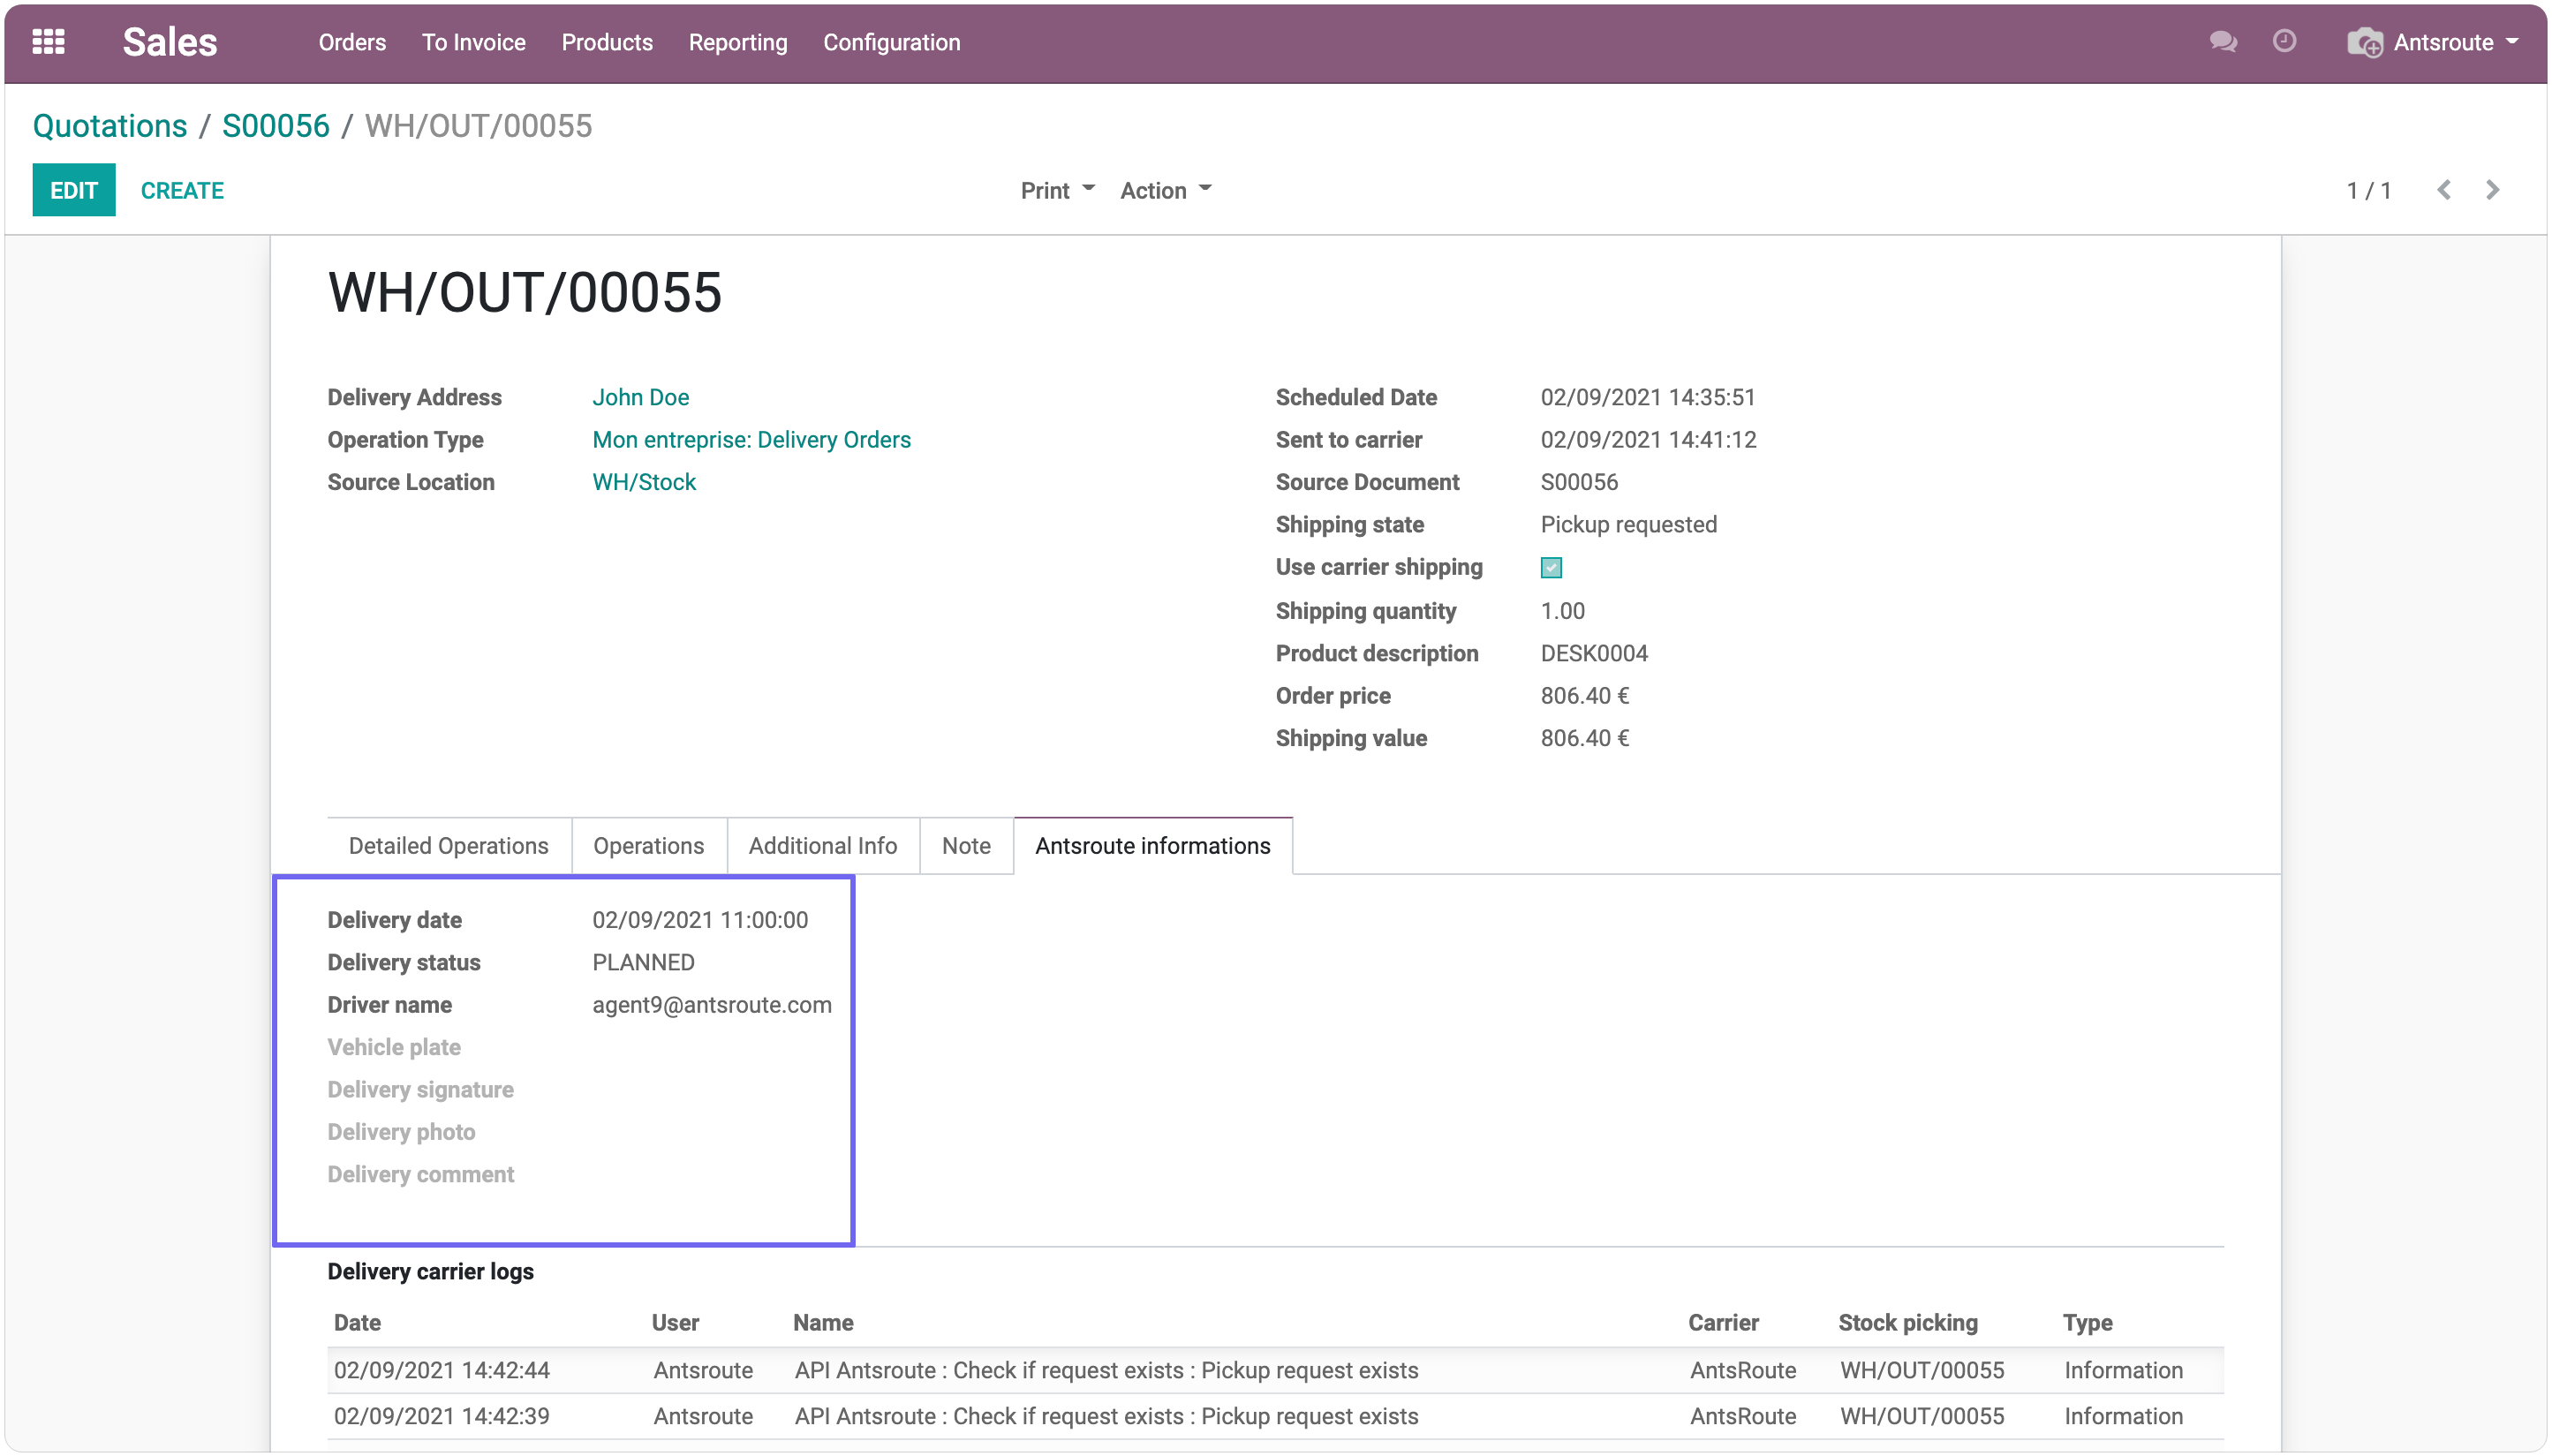 Sales Orders To Invoice Products Reporting Configuration Antsroute
Quotations / S00056 / WH/OUT/00055
EDIT CREATE Print Action 1 / 1
WH/OUT/00055
Delivery Address John Doe Scheduled Date 02/09/2021 14:35:51
Operation Type Mon entreprise: Delivery Orders Sent to carrier 02/09/2021 14:41:12
Source Location WH/Stock Source Document S00056
Shipping state Pickup requested
Use carrier shipping
Shipping quantity 1.00
Product description DESK0004
Order price 806.40 €
Shipping value 806.40 €
Detailed Operations Operations Additional Info Note Antsroute informations
Delivery date 02/09/2021 11:00:00
Delivery status PLANNED
Driver name agent9@antsroute.com
Vehicle plate
Delivery signature
Delivery photo
Delivery comment
Delivery carrier logs
Date User Name Carrier Stock picking Type
02/09/2021 14:42:44 Antsroute API Antsroute : Check if request exists : Pickup request exists AntsRoute WH/OUT/00055 Information
02/09/2021 14:42:39 Antsroute API Antsroute : Check if request exists : Pickup request exists AntsRoute WH/OUT/00055 Information